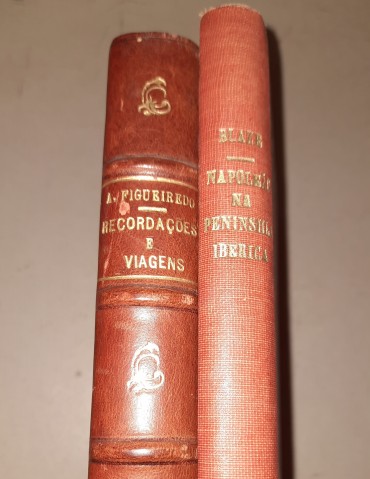 A. FIGUEIREDO
RECORDAÇÕES
E
VIAGENS
BLAZE
NAPOLEÃO
NA
PENINSULA
IBERICA